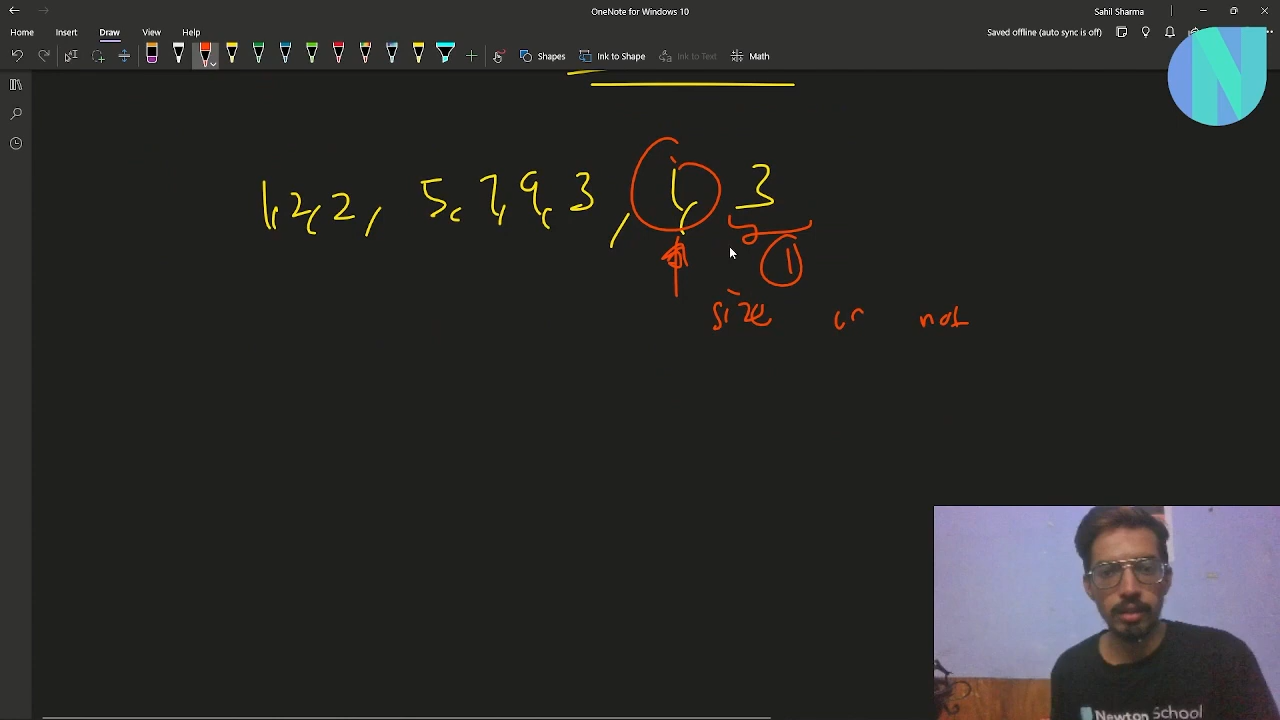 OneNote for Windows 10
Sahil Sharma
Home Insert Draw View Help
Saved offline (auto sync is off)
Shapes Ink to Shape Ink to Text Math
1, 2, 2, 5, 7, 9, 3, 1, 3
1
size or not
Newton School